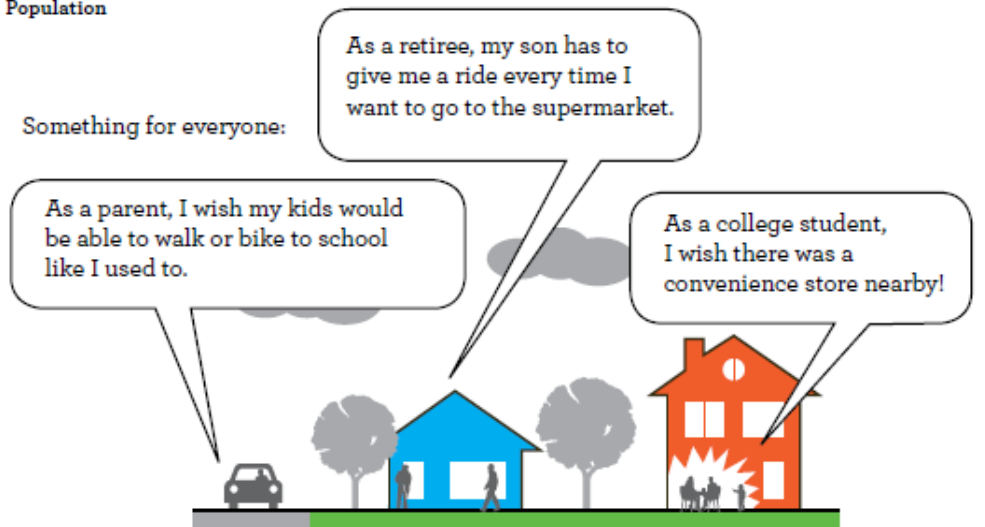 Population
As a retiree, my son has to
give me a ride every time I
want to go to the supermarket.
Something for everyone:
As a parent, I wish my kids would
be able to walk or bike to school
like I used to.
As a college student,
I wish there was a
convenience store nearby!